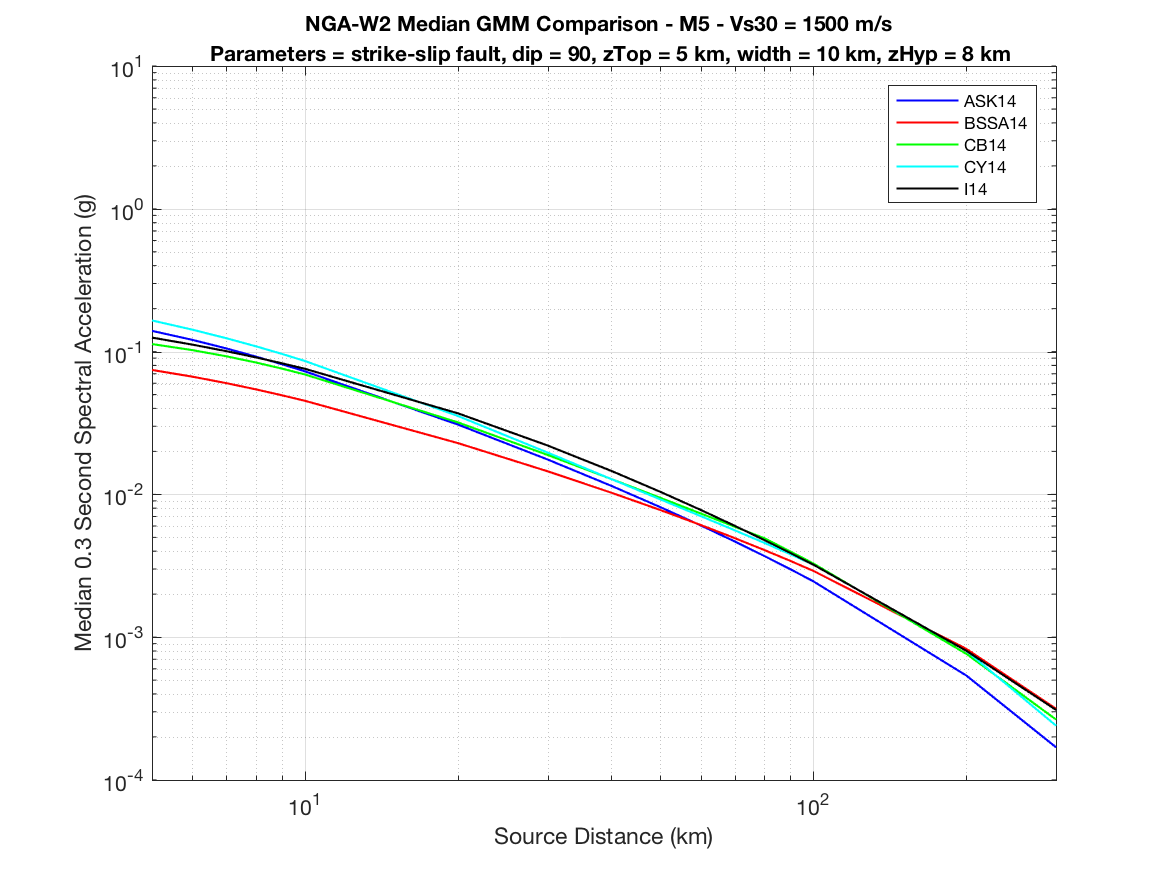 NGA-W2 Median GMM Comparison - M5 - Vs30 = 1500 m/s
Parameters = strike-slip fault, dip = 90, zTop = 5 km, width = 10 km, zHyp = 8 km
ASK14
BSSA14
CB14
CY14
I14
Median 0.3 Second Spectral Acceleration (g)
10^1
10^0
10^-1
10^-2
10^-3
10^-4
10^1
10^2
Source Distance (km)